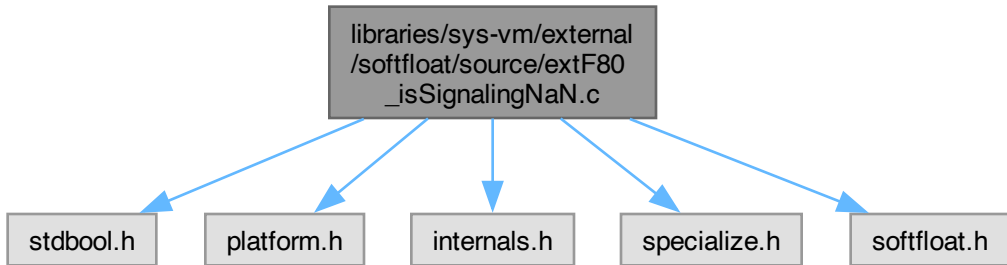 libraries/sys-vm/external
/softfloat/source/extF80
_isSignalingNaN.c
stdbool.h
platform.h
internals.h
specialize.h
softfloat.h